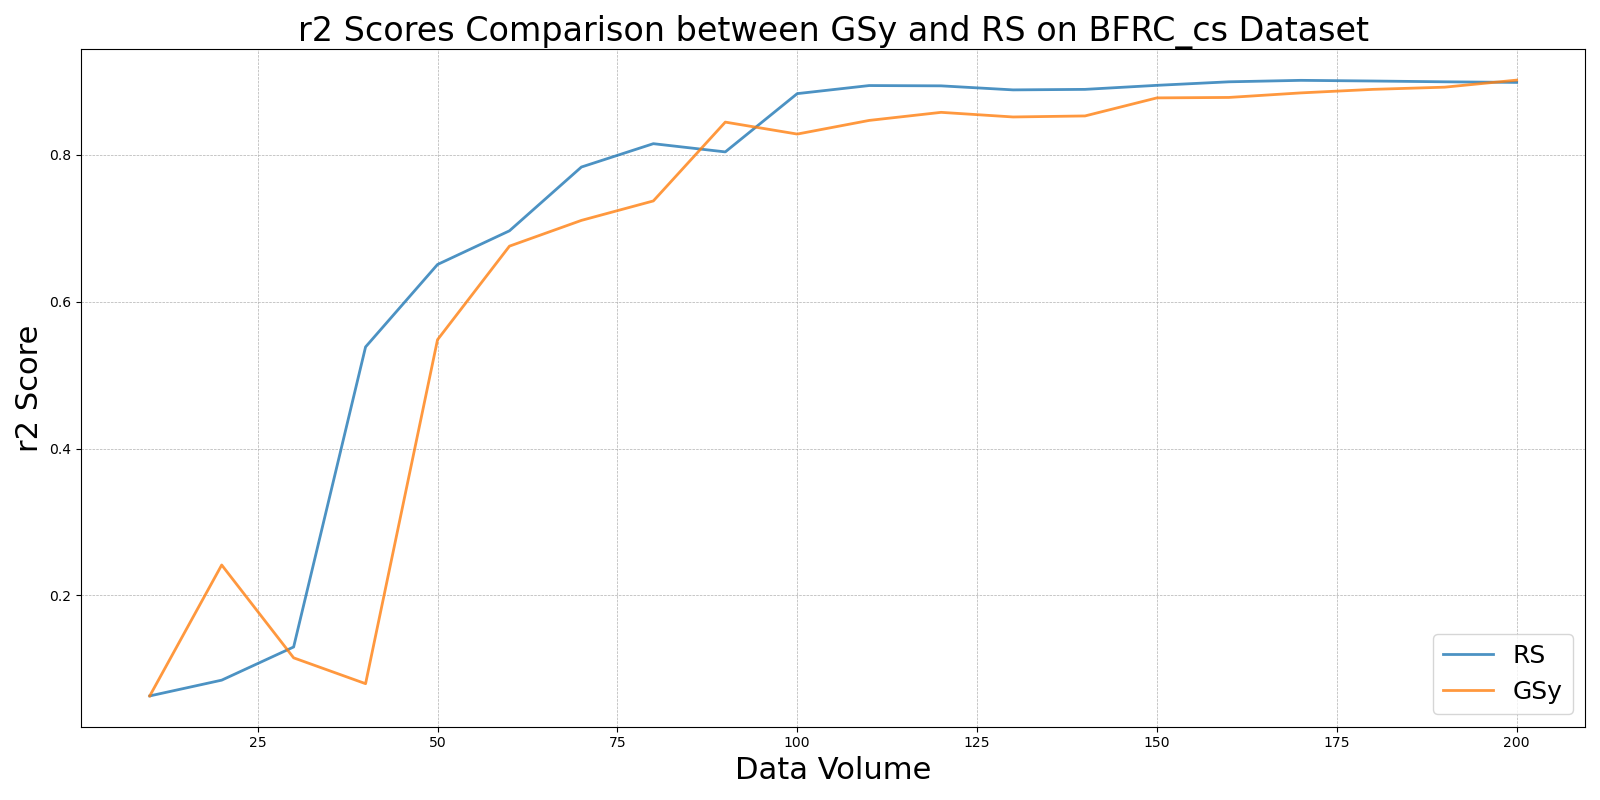 r2 Scores Comparison between GSy and RS on BFRC_cs Dataset
r2 Score
0.8
0.6
0.4
0.2
25 50 75 100 125 150 175 200
Data Volume
RS
GSy